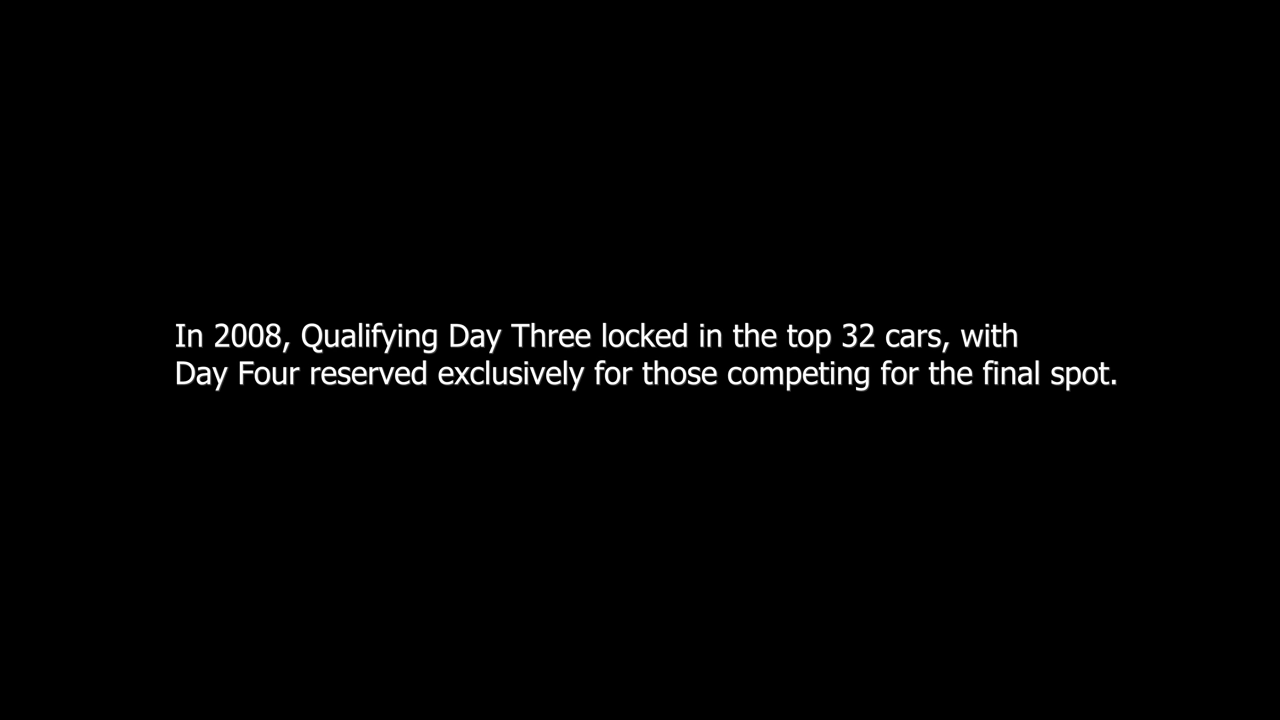 In 2008, Qualifying Day Three locked in the top 32 cars, with
Day Four reserved exclusively for those competing for the final spot.